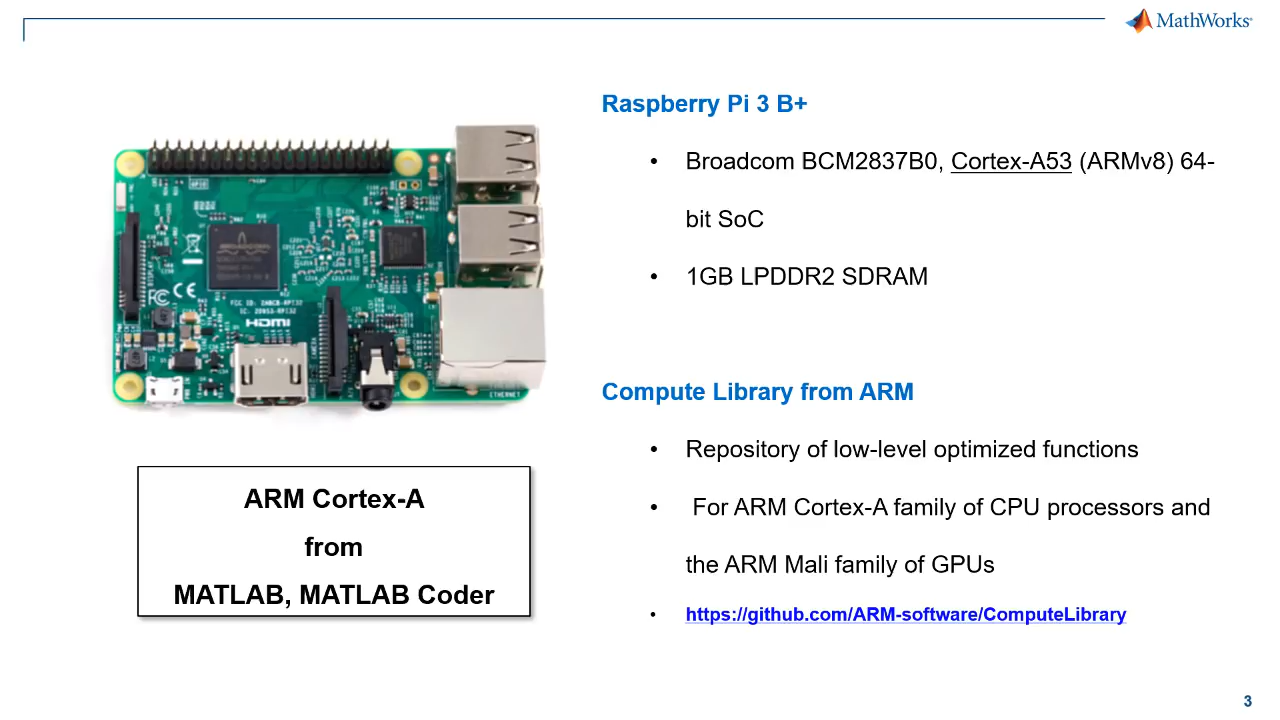 MathWorks®
Raspberry Pi 3 B+
• Broadcom BCM2837B0, Cortex-A53 (ARMv8) 64-
bit SoC
• 1GB LPDDR2 SDRAM
HDMI
ETHERNET
Compute Library from ARM
• Repository of low-level optimized functions
• For ARM Cortex-A family of CPU processors and
the ARM Mali family of GPUs
• https://github.com/ARM-software/ComputeLibrary
ARM Cortex-A
from
MATLAB, MATLAB Coder
3